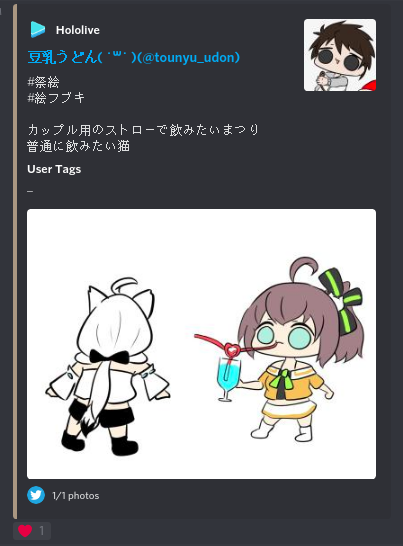 Hololive
豆乳うどん( ˙꒳​˙ )(@tounyu_udon)
#祭絵
#絵フブキ
カップル用のストローで飲みたいまつり
普通に飲みたい猫
User Tags
_
1/1 photos
1